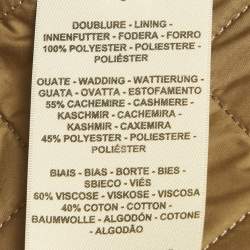 DOUBLURE - LINING -
INNENFUTTER - FODERA - FORRO
100% POLYESTER - POLIESTERE -
POLIÉSTER
OUATE - WADDING - WATTIERUNG -
GUATA - OVATTA - ESTOFAMENTO
55% CACHEMIRE - CASHMERE -
KASCHMIR - CACHEMIRA -
KASHMIR - CAXEMIRA
45% POLYESTER - POLIESTERE -
POLIÉSTER
BIAIS - BIAS - BORTE - BIES -
SBIECO - VIÉS
60% VISCOSE - VISKOSE - VISCOSA
40% COTON - COTTON -
BAUMWOLLE - ALGODÓN - COTONE
- ALGODÃO